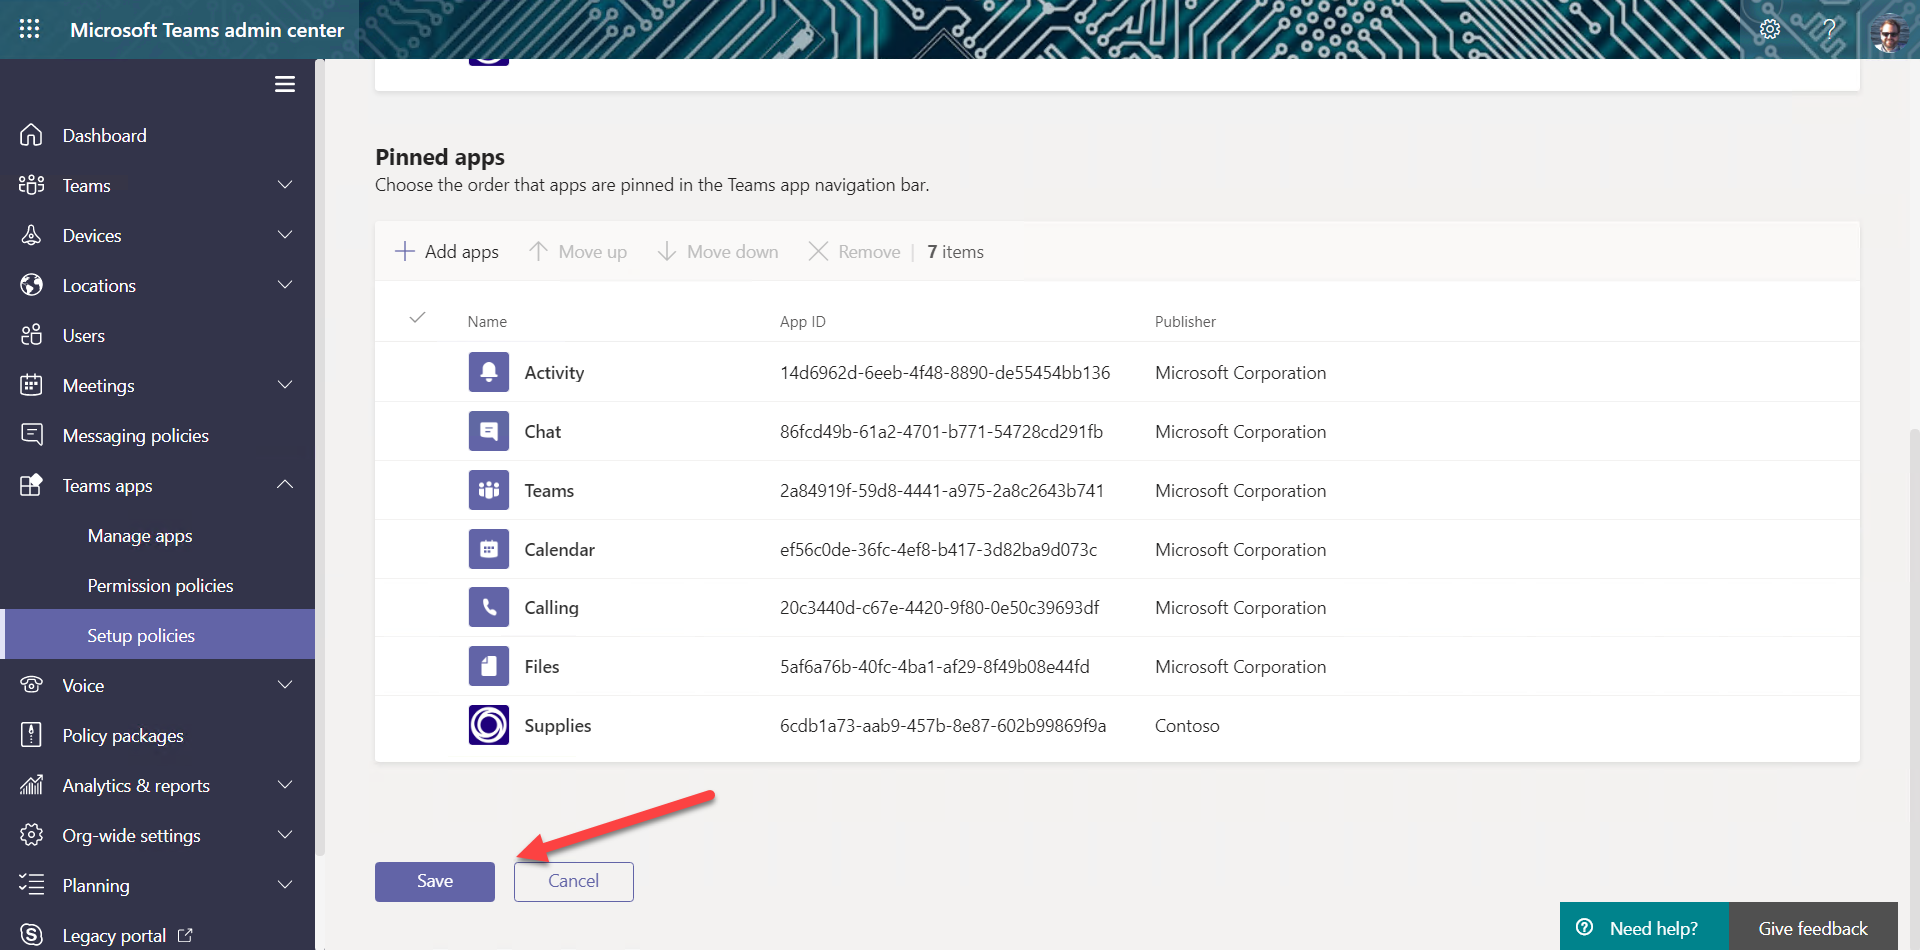 Microsoft Teams admin center
?
Dashboard
Teams
Devices
Locations
Users
Meetings
Messaging policies
Teams apps
Manage apps
Permission policies
Setup policies
Voice
Policy packages
Analytics & reports
Org-wide settings
Planning
Legacy portal
Pinned apps
Choose the order that apps are pinned in the Teams app navigation bar.
Add apps Move up Move down Remove | 7 items
Name App ID Publisher
Activity 14d6962d-6eeb-4f48-8890-de55454bb136 Microsoft Corporation
Chat 86fcd49b-61a2-4701-b771-54728cd291fb Microsoft Corporation
Teams 2a84919f-59d8-4441-a975-2a8c2643b741 Microsoft Corporation
Calendar ef56c0de-36fc-4ef8-b417-3d82ba9d073c Microsoft Corporation
Calling 20c3440d-c67e-4420-9f80-0e50c39693df Microsoft Corporation
Files 5af6a76b-40fc-4ba1-af29-8f49b08e44fd Microsoft Corporation
Supplies 6cdb1a73-aab9-457b-8e87-602b99869f9a Contoso
Save Cancel
Need help? Give feedback